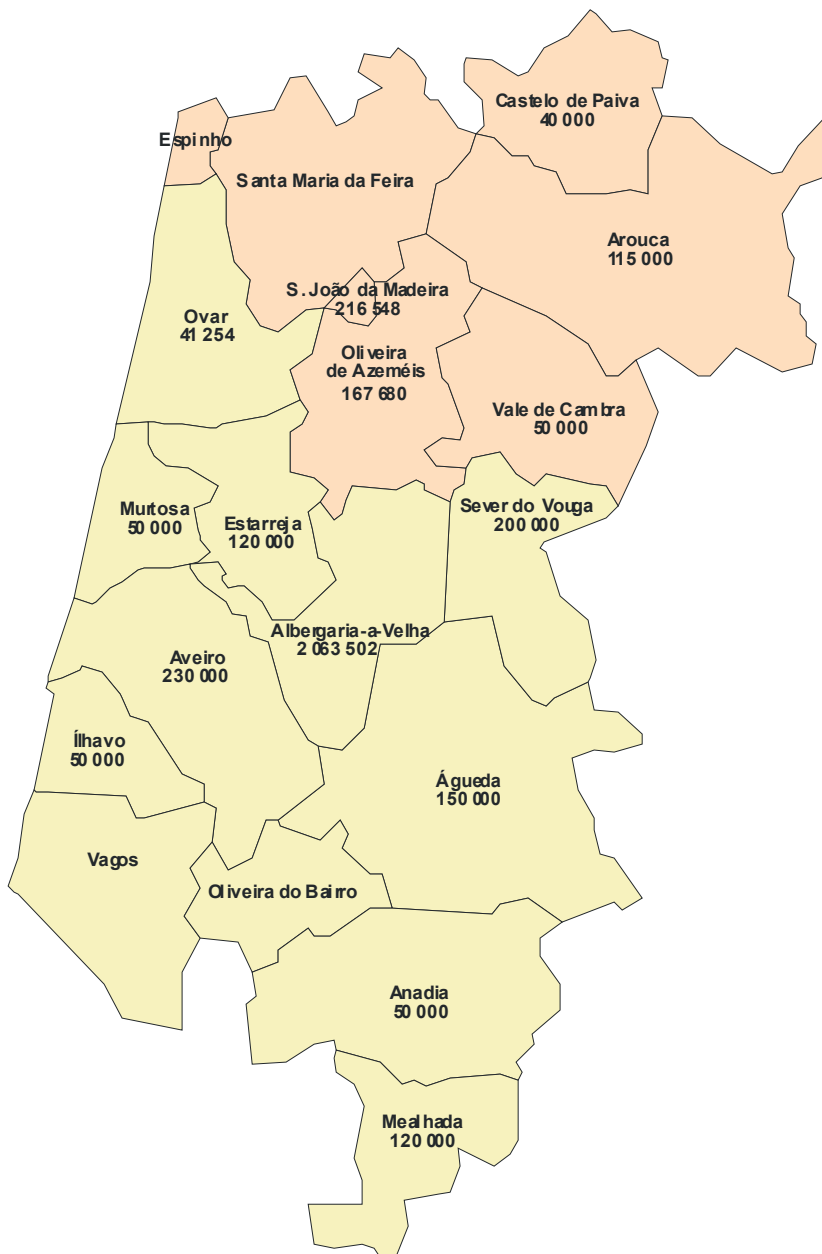 Castelo de Paiva
40 000
Espinho
Santa Maria da Feira
Arouca
115 000
S. João da Madeira
216 548
Ovar
41 254
Oliveira
de Azeméis
167 680
Vale de Cambra
50 000
Murtosa
50 000
Estarreja
120 000
Sever do Vouga
200 000
Albergaria-a-Velha
2 063 502
Aveiro
230 000
Ílhavo
50 000
Águeda
150 000
Vagos
Oliveira do Bairro
Anadia
50 000
Mealhada
120 000